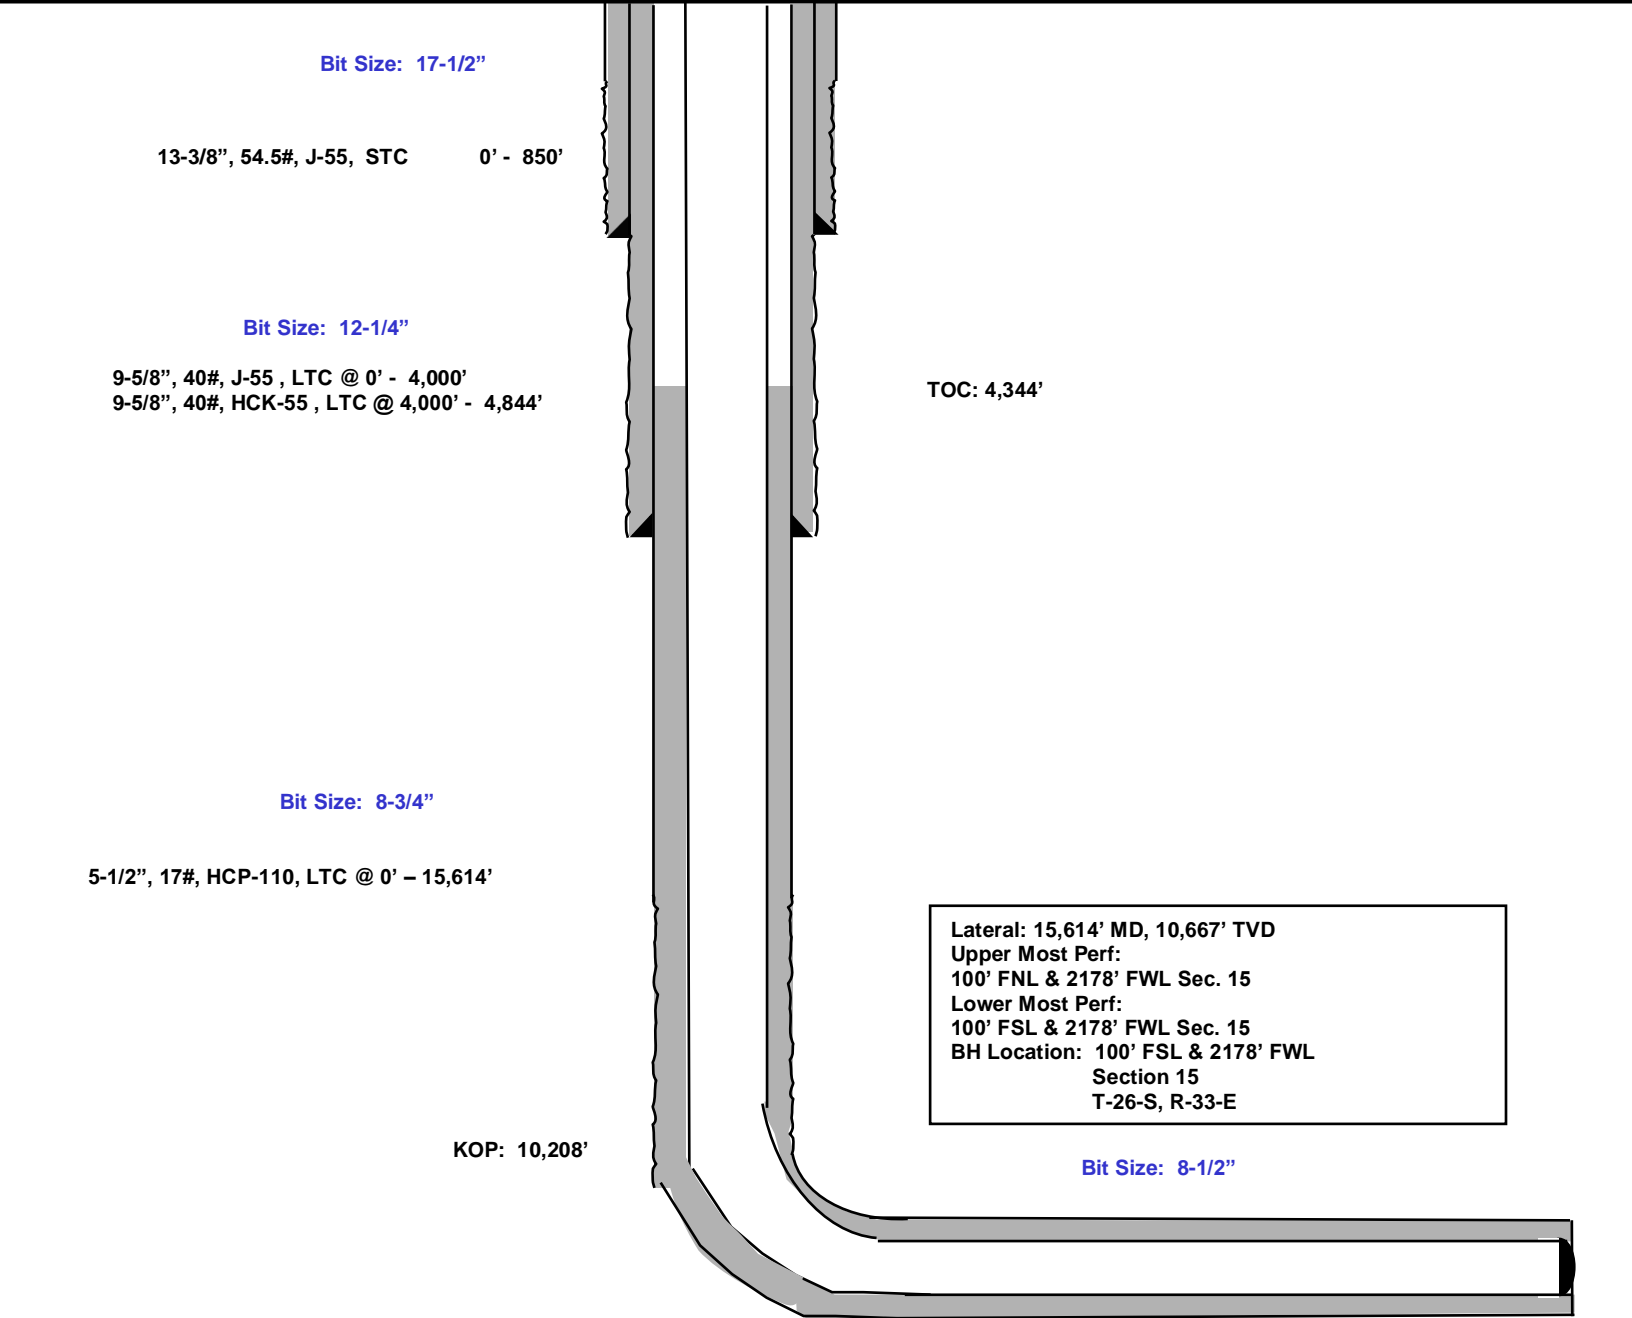 Bit Size: 17-1/2”
13-3/8”, 54.5#, J-55, STC 0’ - 850’
Bit Size: 12-1/4”
9-5/8”, 40#, J-55 , LTC @ 0’ - 4,000’
9-5/8”, 40#, HCK-55 , LTC @ 4,000’ - 4,844’
TOC: 4,344’
Bit Size: 8-3/4”
5-1/2”, 17#, HCP-110, LTC @ 0’ – 15,614’
Lateral: 15,614’ MD, 10,667’ TVD
Upper Most Perf:
100’ FNL & 2178’ FWL Sec. 15
Lower Most Perf:
100’ FSL & 2178’ FWL Sec. 15
BH Location: 100’ FSL & 2178’ FWL
Section 15
T-26-S, R-33-E
KOP: 10,208’
Bit Size: 8-1/2”